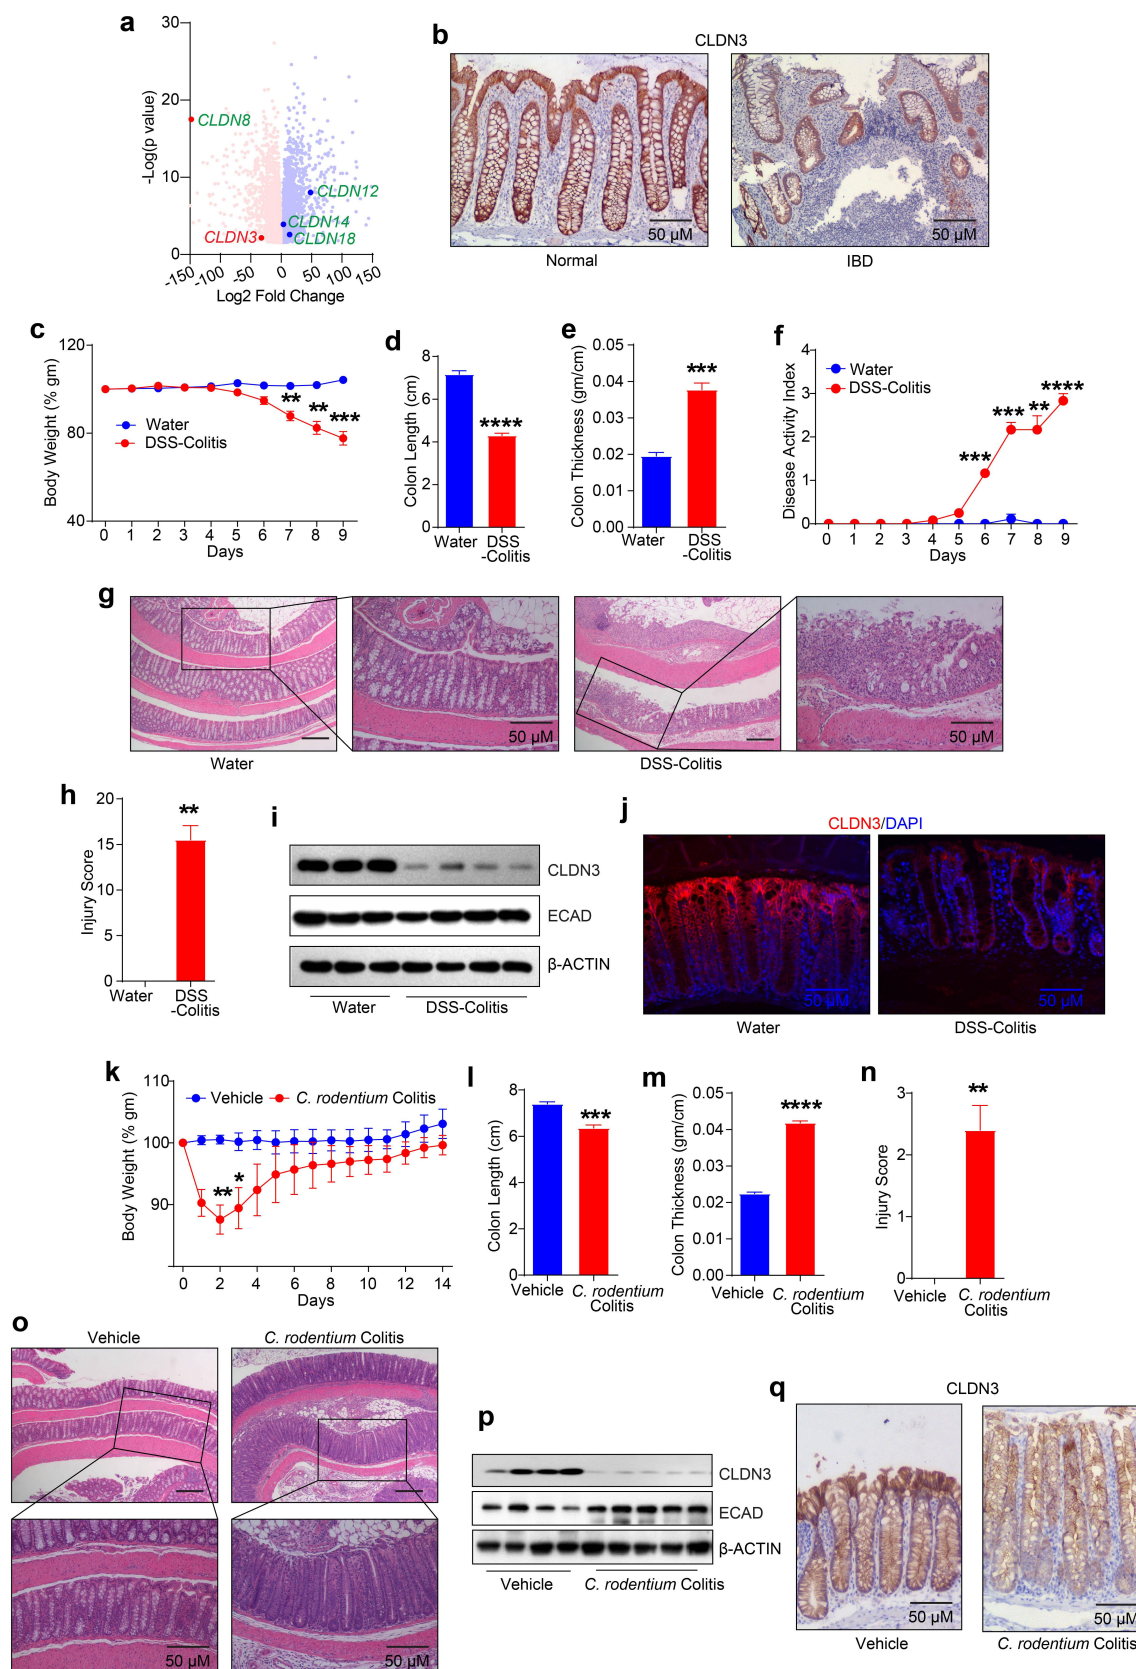 a
30
20
10
0
-Log(p value)
CLDN8
CLDN12
CLDN14
CLDN3
CLDN18
-150
-100
-50
0
50
100
150
Log2 Fold Change
b
CLDN3
50 µM
50 µM
Normal
IBD
c
120
80
40
Body Weight (% gm)
Water
DSS-Colitis
**
**
***
0 1 2 3 4 5 6 7 8 9
Days
d
8
6
4
2
0
Colon Length (cm)
****
Water
DSS
-Colitis
e
0.05
0.04
0.03
0.02
0.01
0.00
Colon Thickness (gm/cm)
***
Water
DSS
-Colitis
f
4
3
2
1
0
Disease Activity Index
Water
DSS-Colitis
***
***
**
****
0 1 2 3 4 5 6 7 8 9
Days
g
50 µM
50 µM
Water
DSS-Colitis
h
20
15
10
5
0
Injury Score
**
Water
DSS
-Colitis
i
CLDN3
ECAD
β-ACTIN
Water
DSS-Colitis
j
CLDN3/DAPI
50 µM
50 µM
Water
DSS-Colitis
k
110
100
90
Body Weight (% gm)
Vehicle
C. rodentium Colitis
**
*
0 2 4 6 8 10 12 14
Days
l
8
6
4
2
0
Colon Length (cm)
***
Vehicle
C. rodentium
Colitis
m
0.05
0.04
0.03
0.02
0.01
0.00
Colon Thickness (gm/cm)
****
Vehicle
C. rodentium
Colitis
n
3
2
1
0
Injury Score
**
Vehicle
C. rodentium
Colitis
o
Vehicle
C. rodentium Colitis
50 µM
50 µM
p
CLDN3
ECAD
β-ACTIN
Vehicle
C. rodentium Colitis
q
CLDN3
50 µM
50 µM
Vehicle
C. rodentium Colitis